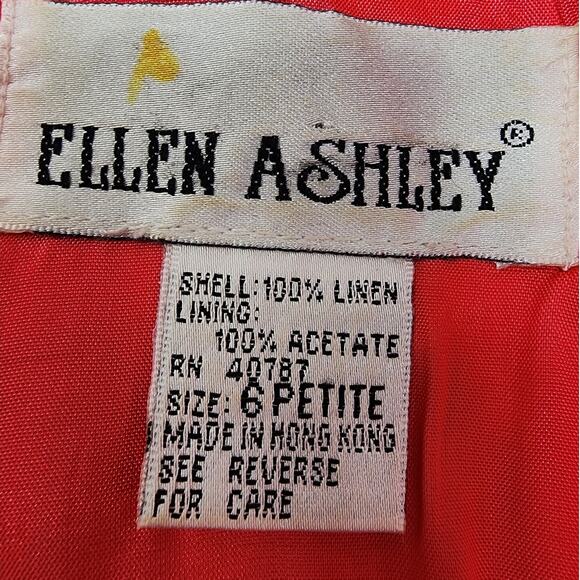 ELLEN ASHLEY®
SHELL: 100% LINEN
LINING:
100% ACETATE
RN 40787
SIZE: 6 PETITE
MADE IN HONG KONG
SEE REVERSE
FOR CARE